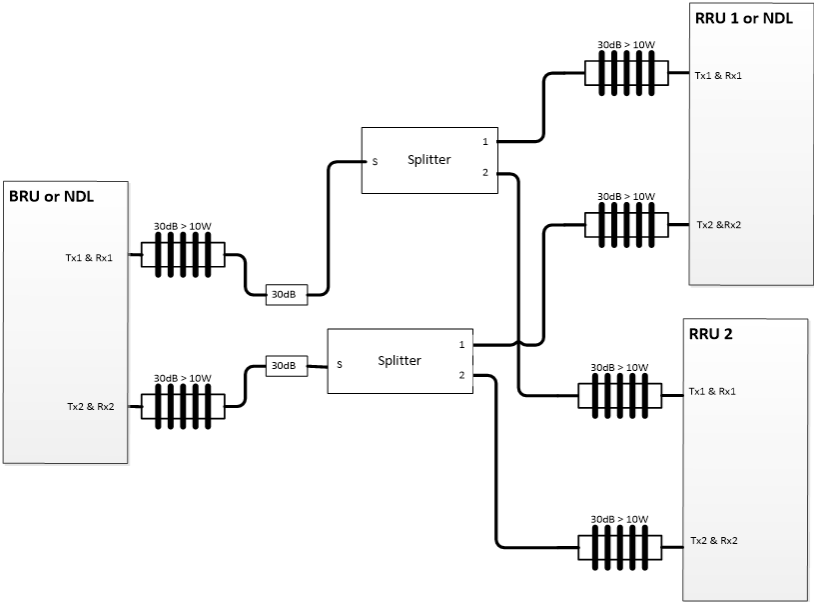 RRU 1 or NDL
30dB > 10W
Tx1 & Rx1
1
S
Splitter
2
BRU or NDL
30dB > 10W
Tx2 &Rx2
30dB > 10W
Tx1 & Rx1
30dB
RRU 2
1
Splitter
S
30dB
2
30dB > 10W
Tx1 & Rx1
30dB > 10W
Tx2 & Rx2
30dB > 10W
Tx2 & Rx2